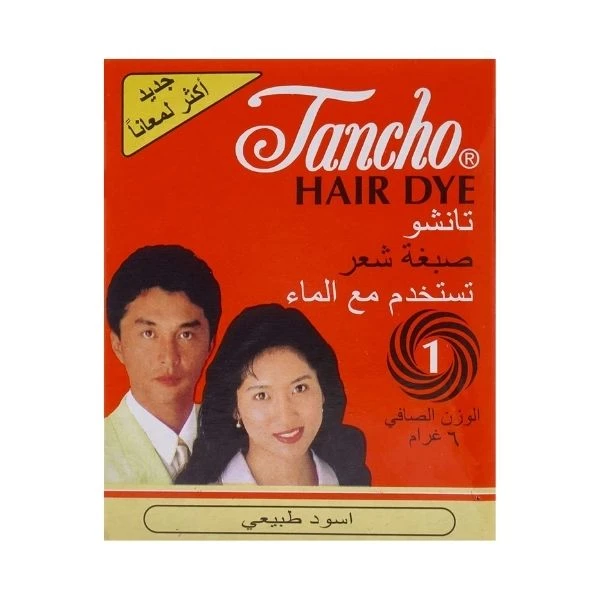 جديد
أكثر لمعاناً
Tancho®
HAIR DYE
تانشو
صبغة شعر
تستخدم مع الماء
1
الوزن الصافي
٦ غرام
اسود طبيعي